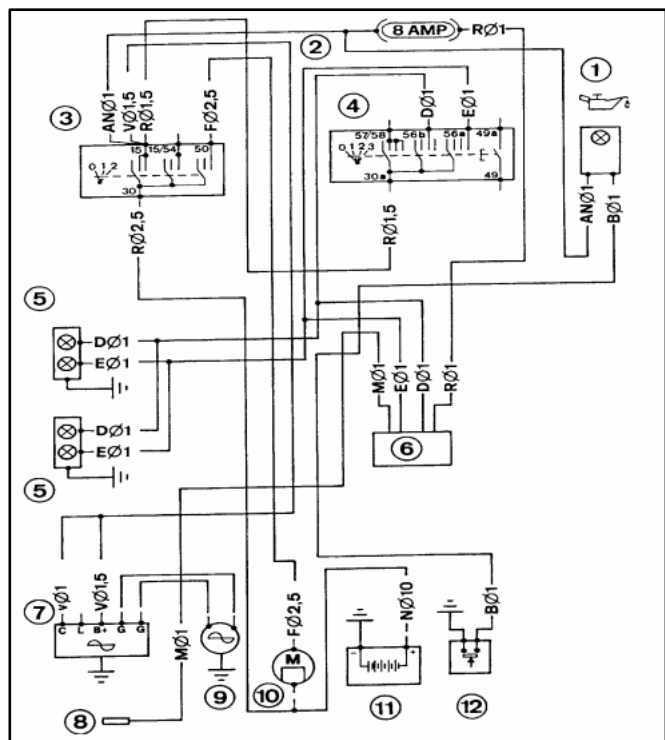 2
8 AMP
RØ1
1
ANØ1
VØ1,5
RØ1,5
FØ2,5
DØ1
EØ1
3
4
15
15/54
50
57/58
56b
56a
49a
0 1 2
0 1 2 3
30
30a
49
ANØ1
BØ1
RØ2,5
RØ1,5
5
DØ1
EØ1
DØ1
EØ1
5
MØ1
EØ1
DØ1
RØ1
6
VØ1
VØ1,5
MØ1
FØ2,5
NØ10
BØ1
7
C
L
B+
G
G
M
-
+
8
9
10
11
12